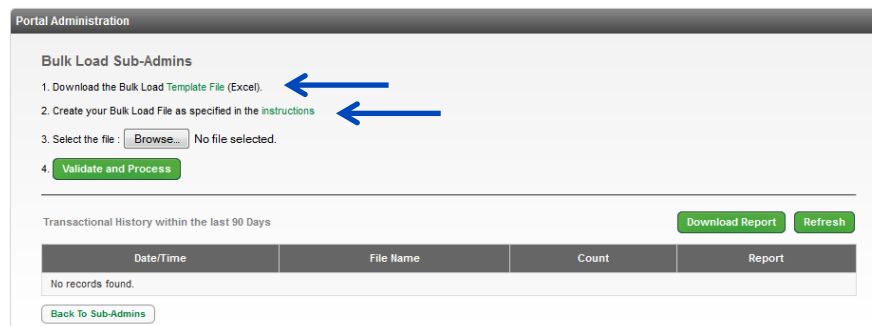 Portal Administration
Bulk Load Sub-Admins
1. Download the Bulk Load Template File (Excel).
2. Create your Bulk Load File as specified in the instructions
3. Select the file : Browse... No file selected.
4. Validate and Process
Transactional History within the last 90 Days Download Report Refresh
Date/Time File Name Count Report
No records found.
Back To Sub-Admins